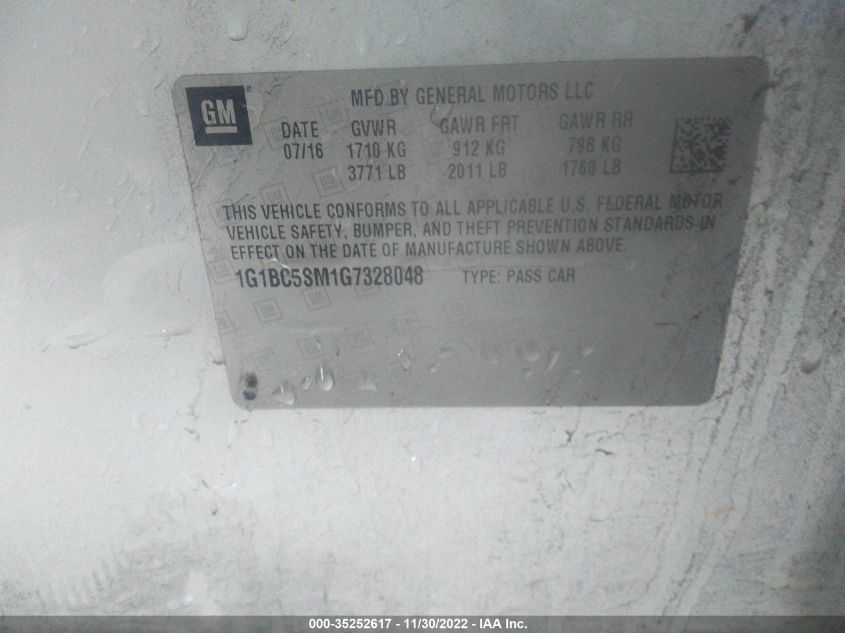 GM
MFD BY GENERAL MOTORS LLC
DATE GVWR GAWR FRT GAWR RR
07/16 1710 KG 912 KG 798 KG
3771 LB 2011 LB 1760 LB
THIS VEHICLE CONFORMS TO ALL APPLICABLE U.S. FEDERAL MOTOR
VEHICLE SAFETY, BUMPER, AND THEFT PREVENTION STANDARDS IN
EFFECT ON THE DATE OF MANUFACTURE SHOWN ABOVE.
1G1BC5SM1G7328048 TYPE: PASS CAR
000-35252617 - 11/30/2022 - IAA Inc.